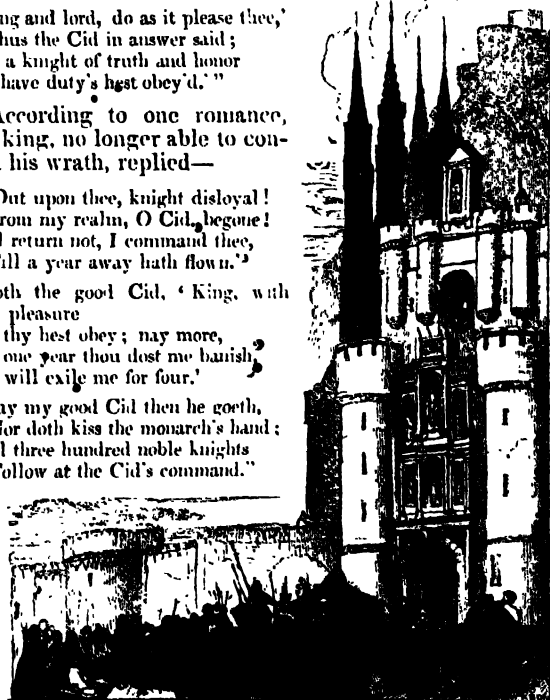 ng and lord, do as it please thee,'
hus the Cid in answer said;
a knight of truth and honor
have duty's hest obey'd.'"
According to one romance,
king, no longer able to con-
his wrath, replied—
Out upon thee, knight disloyal!
rom my realm, O Cid, begone!
l return not, I command thee,
ill a year away hath flown.'
oth the good Cid, 'King, with
pleasure
thy hest obey; nay more,
one year thou dost me banish,
will exile me for four.'
ay my good Cid then he goeth,
Nor doth kiss the monarch's hand;
d three hundred noble knights
Follow at the Cid's command."